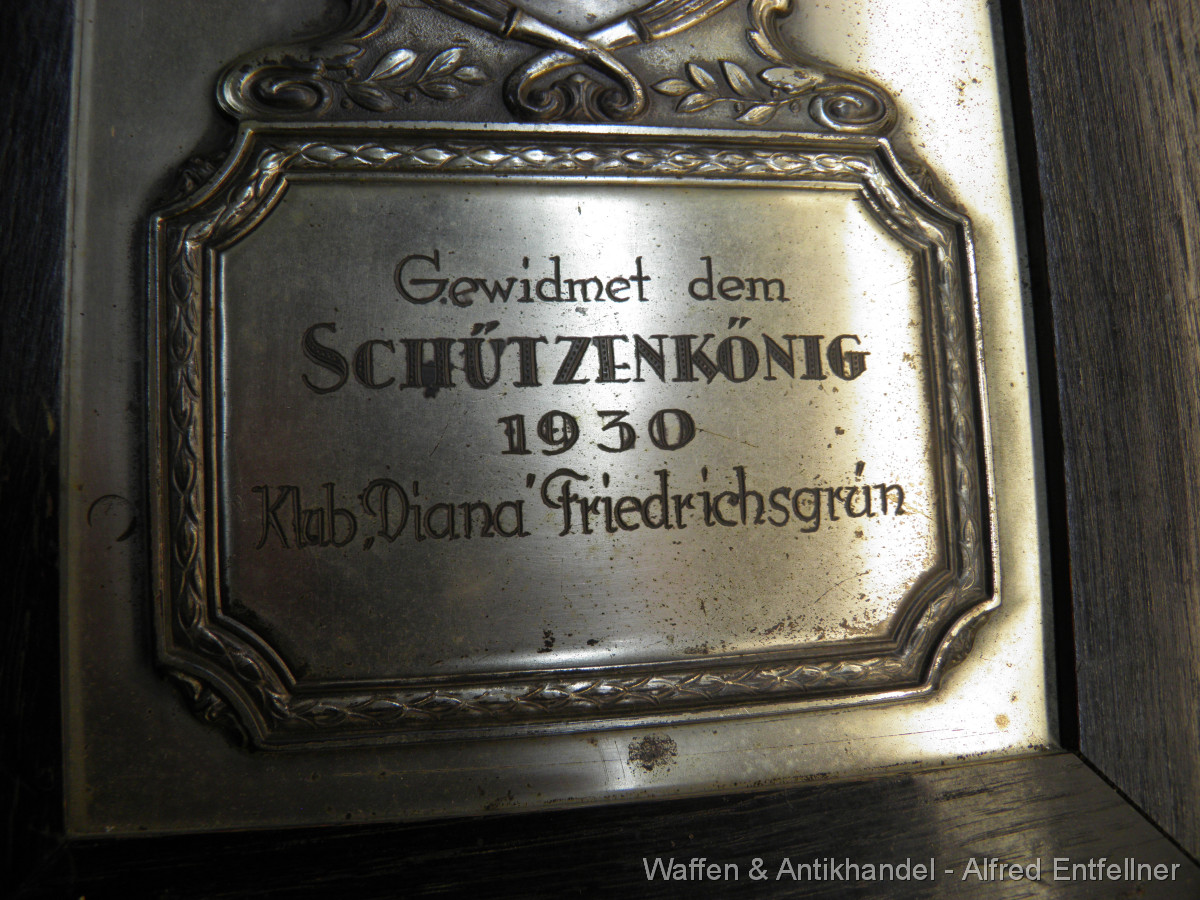 Gewidmet dem
SCHÜTZENKÖNIG
1930
Klub „Diana" Friedrichsgrün
Waffen & Antikhandel - Alfred Entfellner